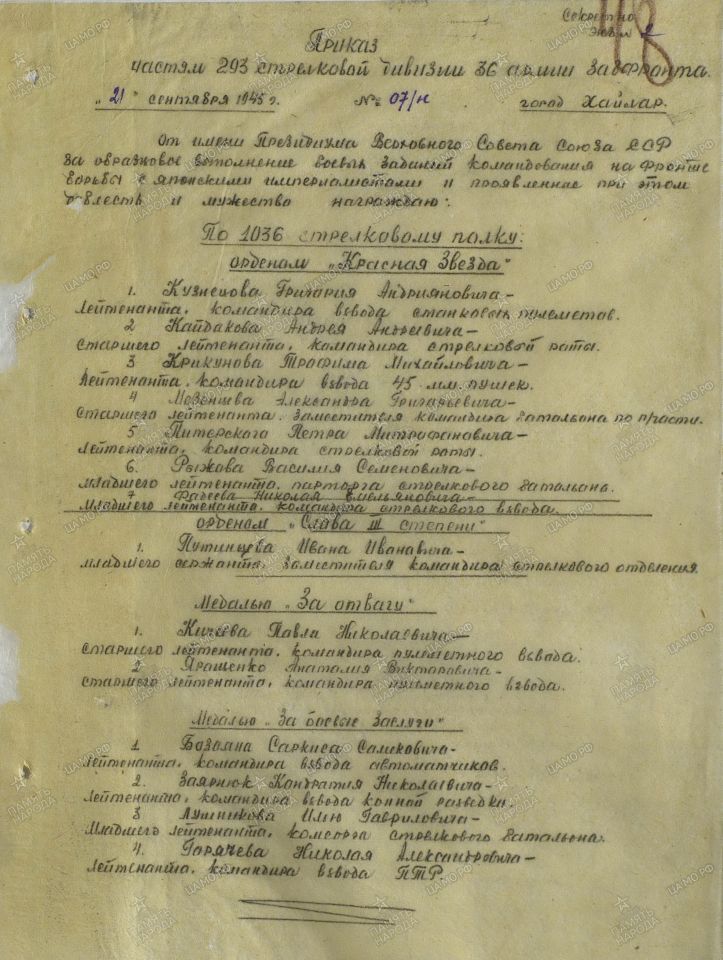 Секретно
Экз № 2
Приказ
частям 293 стрелковой дивизии 36 армии Забфронта.
„21" сентября 1945 г. № 07/н город Хайлар.
От имени Президиума Верховного Совета Союза ССР
за образцовое выполнение боевых заданий командования на фронте
борьбы с японскими империалистами и проявленные при этом
доблесть и мужество награждаю:
По 1036 стрелковому полку:
орденом „Красная Звезда"
1. Кузнецова Григария Андрияновича-
Лейтенанта, командира взвода станковых пулеметов.
2 Кайдакова Андрея Андреевича-
Старшего лейтенанта, командира стрелковой роты.
3 Крикунова Трофима Михайловича-
Лейтенанта, командира взвода 45 мм. пушек.
4 Александра Григорьевича-
Старшего лейтенанта. Заместителя командира батальона по
5 Питерского Петра Митрофановича-
Лейтенанта, командира стрелковой роты.
6. Рыжова Василия Семеновича-
Младшего лейтенанта, парторга стрелкового батальона.
7 Фадеева Николая Емельяновича-
Младшего лейтенанта, командира стрелкового взвода.
орденом „Слава III степени"
1. Путинцева Ивана Ивановича-
младшего сержанта, заместителя командира стрелкового отделения.
Медалью „За отвагу"
1. Кичева Павла Николаевича-
Старшего лейтенанта, командира пулеметного взвода.
2 Ярошенко Анатолия Викторовича-
Старшего лейтенанта, командира пулеметного взвода.
Медалью „За боевые заслуги"
1 Бозояна Саркиса
Лейтенанта, командира взвода автоматчиков.
2. Заярнюк Кандратия Николаевича-
Лейтенанта, командира взвода конной разведки.
3 Лушникова Илью Гавриловича-
Младшего лейтенанта, комсорга стрелкового батальона.
4. Горячева Николая Александровича-
Лейтенанта, командира взвода ПТР.
ЦАМО.РФ
ПАМЯТЬ НАРОДА